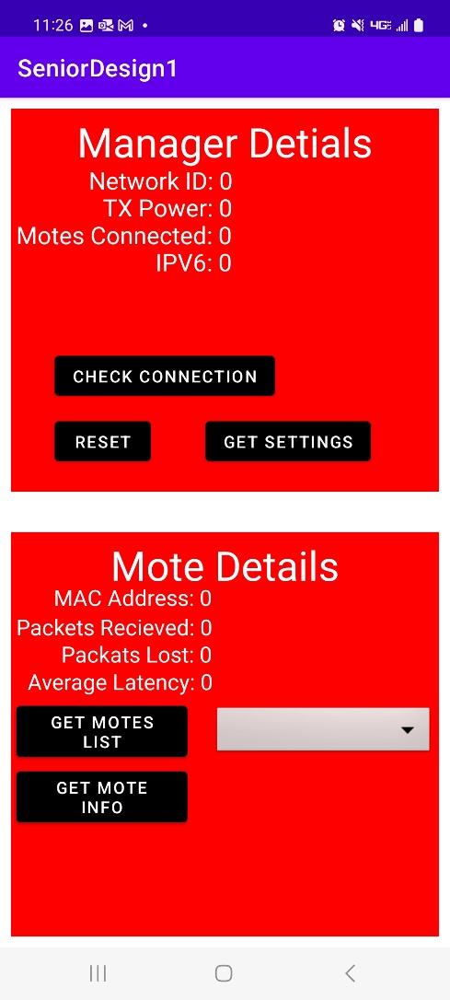 11:26
4GE
SeniorDesign1
Manager Detials
Network ID: 0
TX Power: 0
Motes Connected: 0
IPV6: 0
CHECK CONNECTION
RESET
GET SETTINGS
Mote Details
MAC Address: 0
Packets Recieved: 0
Packats Lost: 0
Average Latency: 0
GET MOTES
LIST
GET MOTE
INFO